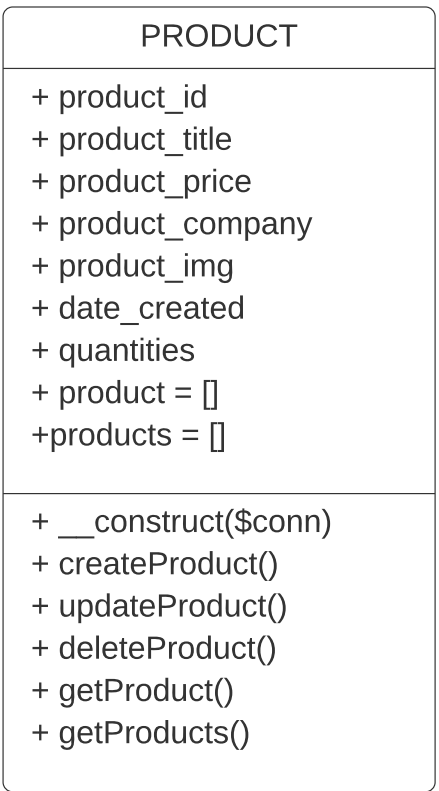 PRODUCT
+ product_id
+ product_title
+ product_price
+ product_company
+ product_img
+ date_created
+ quantities
+ product = []
+products = []
+ __construct($conn)
+ createProduct()
+ updateProduct()
+ deleteProduct()
+ getProduct()
+ getProducts()